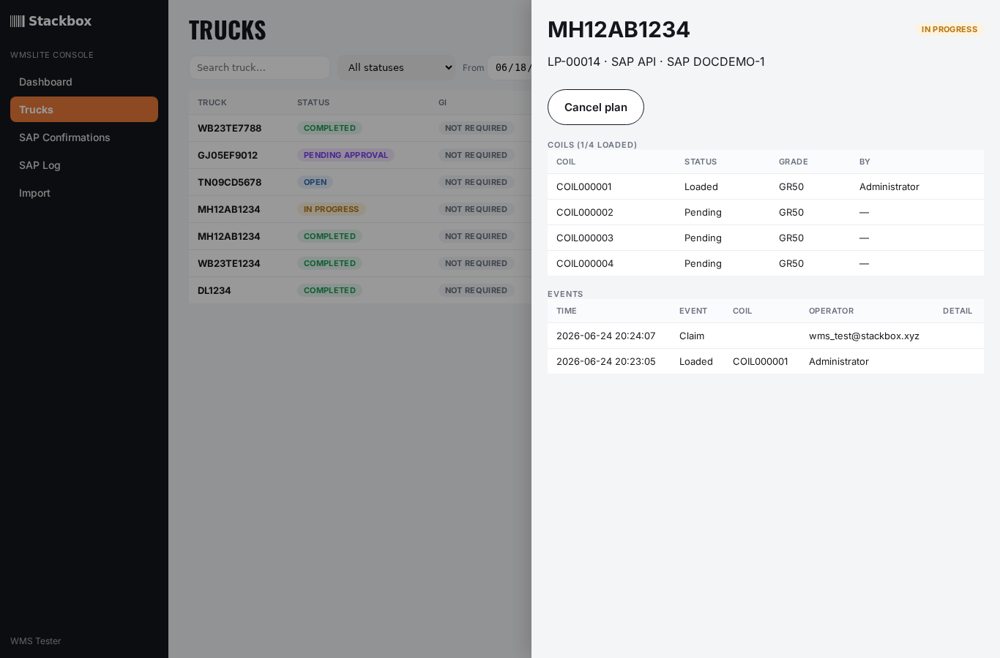 Stackbox
WMSLITE CONSOLE
Dashboard
Trucks
SAP Confirmations
SAP Log
Import
WMS Tester
TRUCKS
Search truck... All statuses From 06/18/
TRUCK STATUS GI
WB23TE7788 COMPLETED NOT REQUIRED
GJ05EF9012 PENDING APPROVAL NOT REQUIRED
TN09CD5678 OPEN NOT REQUIRED
MH12AB1234 IN PROGRESS NOT REQUIRED
MH12AB1234 COMPLETED NOT REQUIRED
WB23TE1234 COMPLETED NOT REQUIRED
DL1234 COMPLETED NOT REQUIRED
MH12AB1234 IN PROGRESS
LP-00014 · SAP API · SAP DOCDEMO-1
Cancel plan
COILS (1/4 LOADED)
COIL STATUS GRADE BY
COIL000001 Loaded GR50 Administrator
COIL000002 Pending GR50 —
COIL000003 Pending GR50 —
COIL000004 Pending GR50 —
EVENTS
TIME EVENT COIL OPERATOR DETAIL
2026-06-24 20:24:07 Claim wms_test@stackbox.xyz
2026-06-24 20:23:05 Loaded COIL000001 Administrator